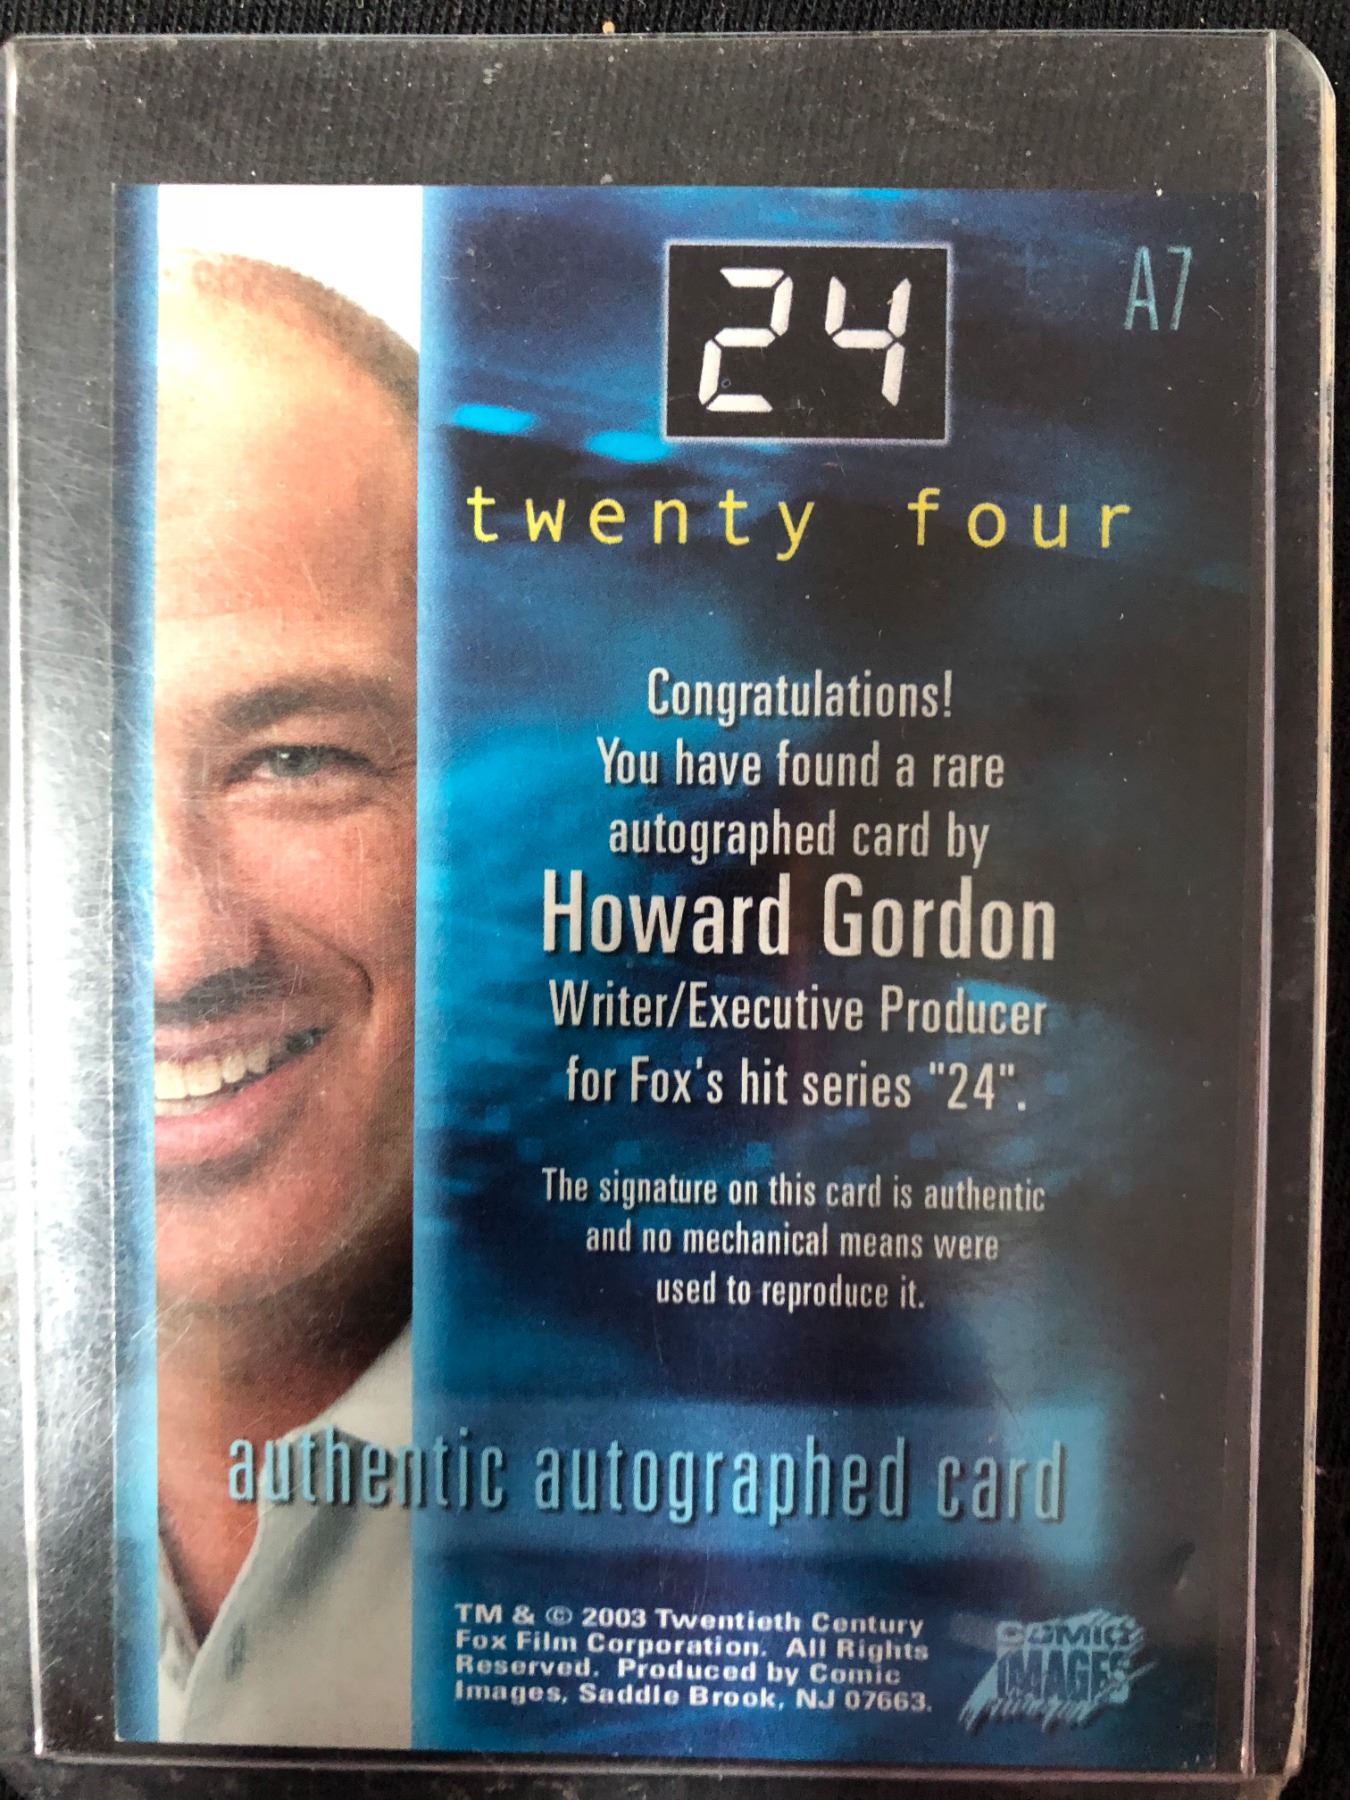 24
A7
twenty four
Congratulations!
You have found a rare
autographed card by
Howard Gordon
Writer/Executive Producer
for Fox's hit series "24".
The signature on this card is authentic
and no mechanical means were
used to reproduce it.
authentic autographed card
TM & © 2003 Twentieth Century
Fox Film Corporation. All Rights
Reserved. Produced by Comic
Images, Saddle Brook, NJ 07663.
COMIC
IMAGES